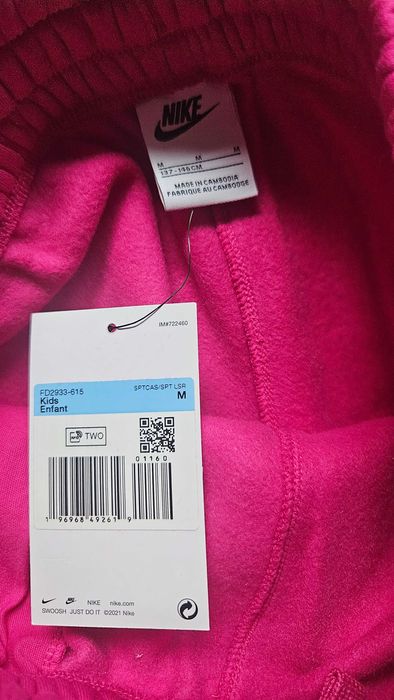 NIKE
M M M
137-146CM
MADE IN CAMBODIA
FABRIQUE AU CAMBODGE
IM#722460
FD2933-615 SPTCAS/SPT LSR
Kids M
Enfant
TWO
01160
1 96968 49261 9
NIKE nike.com
SWOOSH JUST DO IT ©2021 Nike